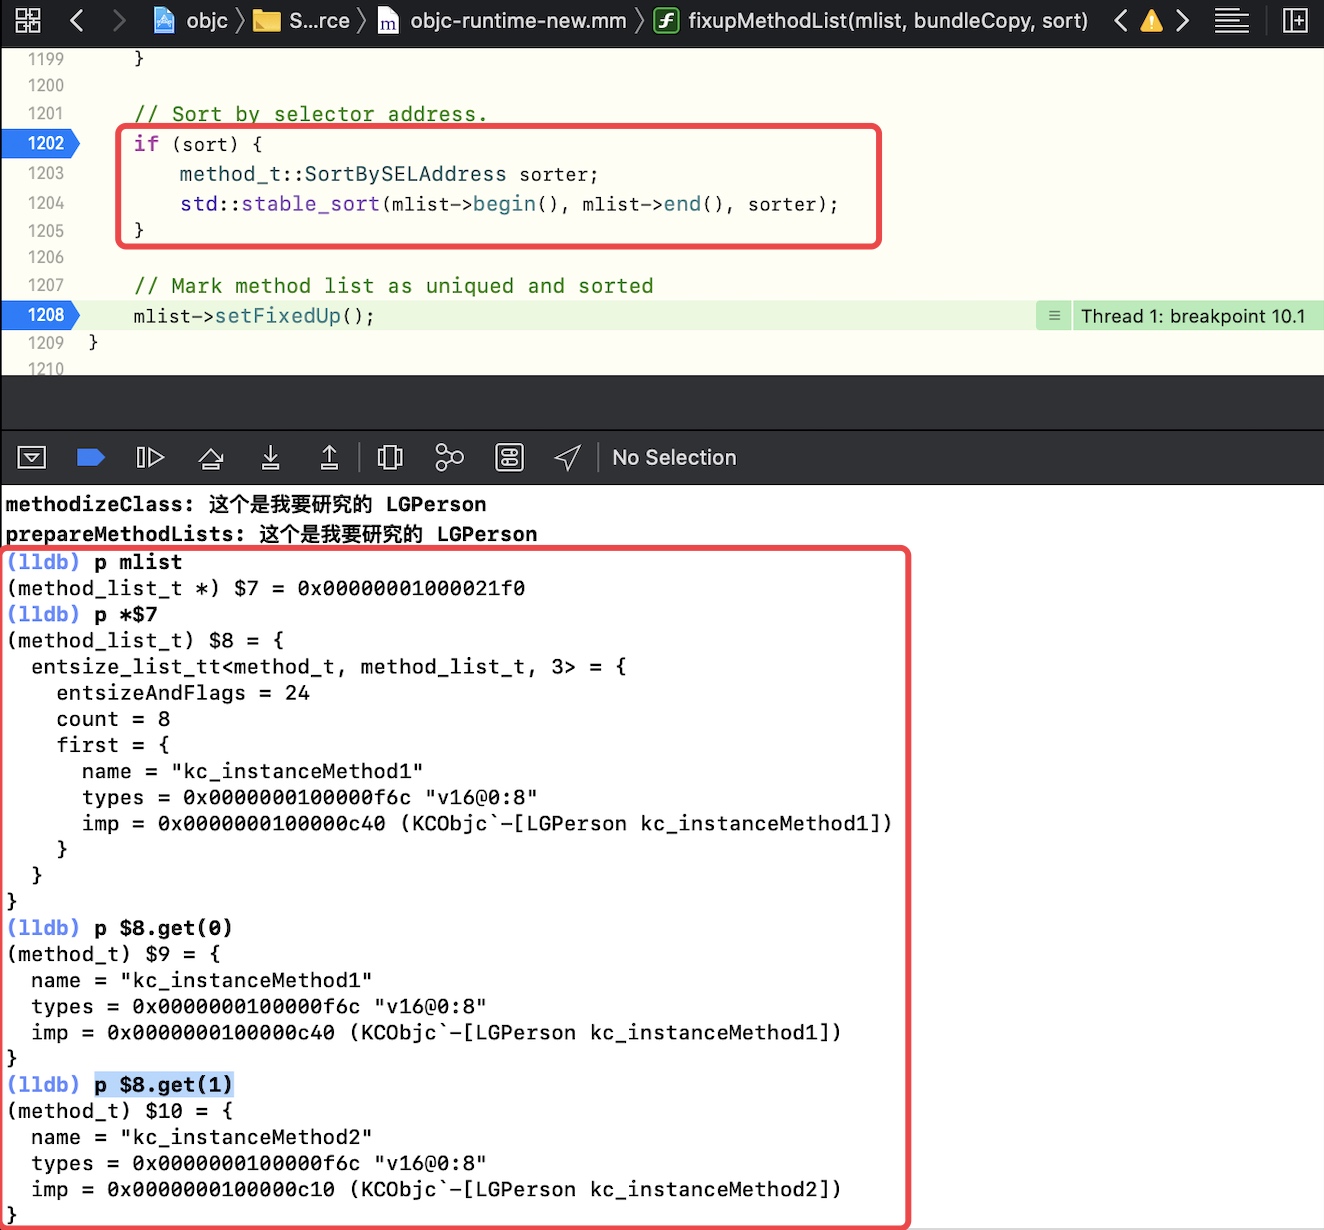 objc S...rce objc-runtime-new.mm fixupMethodList(mlist, bundleCopy, sort)
1199 }
1200
1201 // Sort by selector address.
1202 if (sort) {
1203 method_t::SortBySELAddress sorter;
1204 std::stable_sort(mlist->begin(), mlist->end(), sorter);
1205 }
1206
1207 // Mark method list as uniqued and sorted
1208 mlist->setFixedUp(); Thread 1: breakpoint 10.1
1209 }
1210
No Selection
methodizeClass: 这个是我要研究的 LGPerson
prepareMethodLists: 这个是我要研究的 LGPerson
(lldb) p mlist
(method_list_t *) $7 = 0x00000001000021f0
(lldb) p *$7
(method_list_t) $8 = {
entsize_list_tt<method_t, method_list_t, 3> = {
entsizeAndFlags = 24
count = 8
first = {
name = "kc_instanceMethod1"
types = 0x0000000100000f6c "v16@0:8"
imp = 0x0000000100000c40 (KCObjc`-[LGPerson kc_instanceMethod1])
}
}
}
(lldb) p $8.get(0)
(method_t) $9 = {
name = "kc_instanceMethod1"
types = 0x0000000100000f6c "v16@0:8"
imp = 0x0000000100000c40 (KCObjc`-[LGPerson kc_instanceMethod1])
}
(lldb) p $8.get(1)
(method_t) $10 = {
name = "kc_instanceMethod2"
types = 0x0000000100000f6c "v16@0:8"
imp = 0x0000000100000c10 (KCObjc`-[LGPerson kc_instanceMethod2])
}